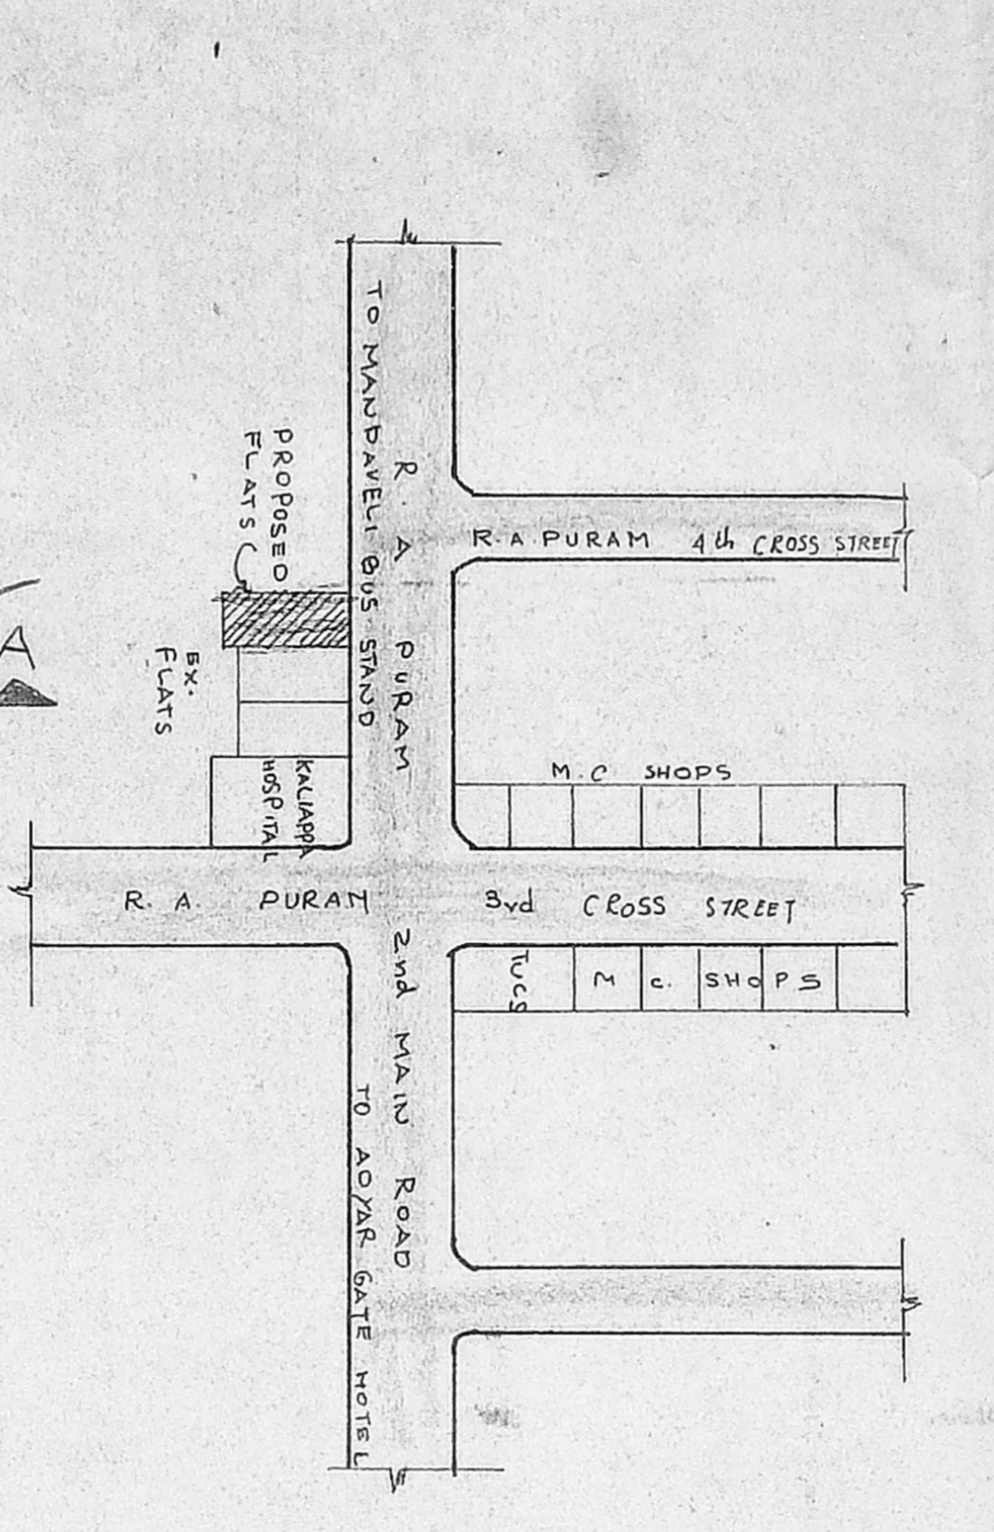 TO MANDAVELI BUS STAND
R.A PURAM 2nd MAIN ROAD
PROPOSED
FLATS
R.A.PURAM 4th CROSS STREET
A
EX.
FLATS
M.C SHOPS
KALIAPPA
HOSPITAL
R. A. PURAM 3rd CROSS STREET
TUCS
M C. SHOPS
TO ADYAR GATE HOTEL